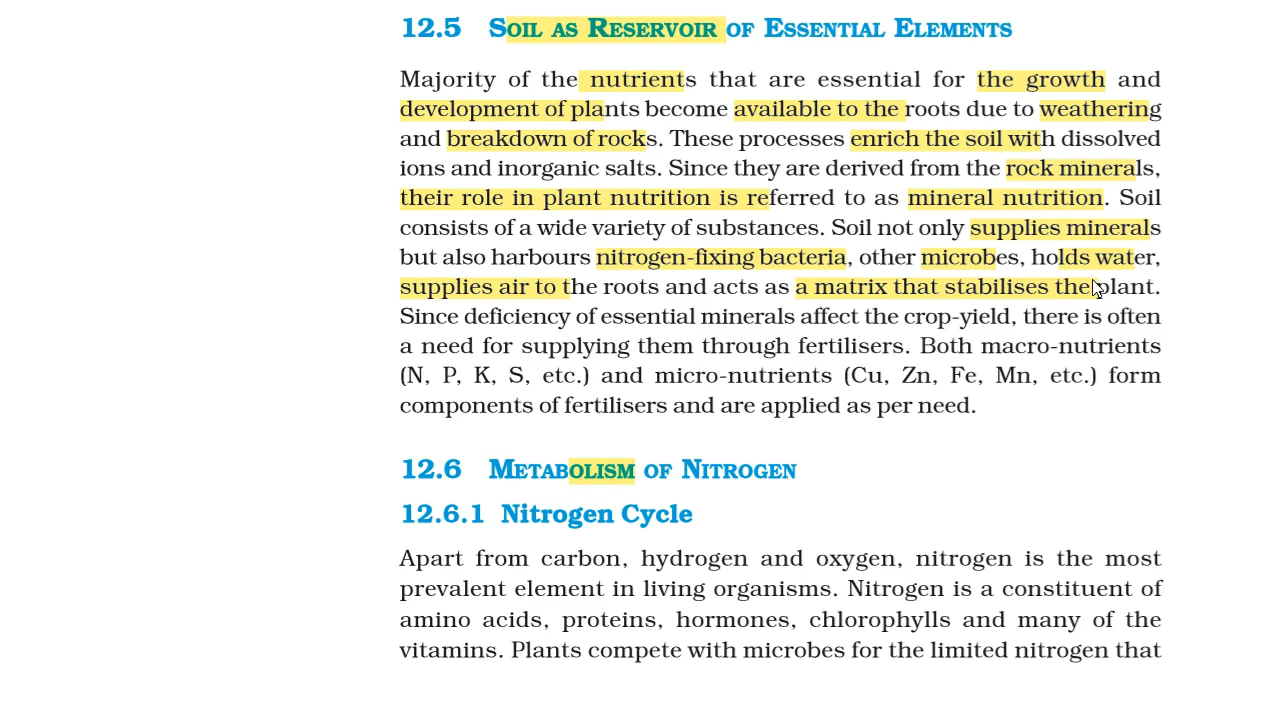 12.5 SOIL AS RESERVOIR OF ESSENTIAL ELEMENTS
Majority of the nutrients that are essential for the growth and
development of plants become available to the roots due to weathering
and breakdown of rocks. These processes enrich the soil with dissolved
ions and inorganic salts. Since they are derived from the rock minerals,
their role in plant nutrition is referred to as mineral nutrition. Soil
consists of a wide variety of substances. Soil not only supplies minerals
but also harbours nitrogen-fixing bacteria, other microbes, holds water,
supplies air to the roots and acts as a matrix that stabilises the plant.
Since deficiency of essential minerals affect the crop-yield, there is often
a need for supplying them through fertilisers. Both macro-nutrients
(N, P, K, S, etc.) and micro-nutrients (Cu, Zn, Fe, Mn, etc.) form
components of fertilisers and are applied as per need.
12.6 METABOLISM OF NITROGEN
12.6.1 Nitrogen Cycle
Apart from carbon, hydrogen and oxygen, nitrogen is the most
prevalent element in living organisms. Nitrogen is a constituent of
amino acids, proteins, hormones, chlorophylls and many of the
vitamins. Plants compete with microbes for the limited nitrogen that